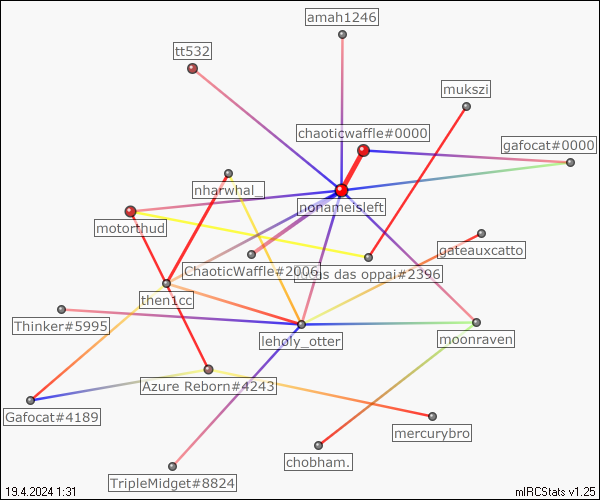 amah1246
tt532
mukszi
chaoticwaffle#0000
gafocat#0000
nharwhal_
nonameisleft
motorthud
gateauxcatto
ChaoticWaffle#2006
das oppai#2396
then1cc
Thinker#5995
leholy_otter
moonraven
Azure Reborn#4243
Gafocat#4189
mercurybro
chobham.
TripleMidget#8824
19.4.2024 1:31
mIRCStats v1.25